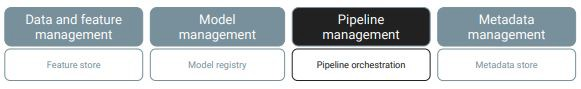 Data and feature
management
Model
management
Pipeline
management
Metadata
management
Feature store
Model registry
Pipeline orchestration
Metadata store